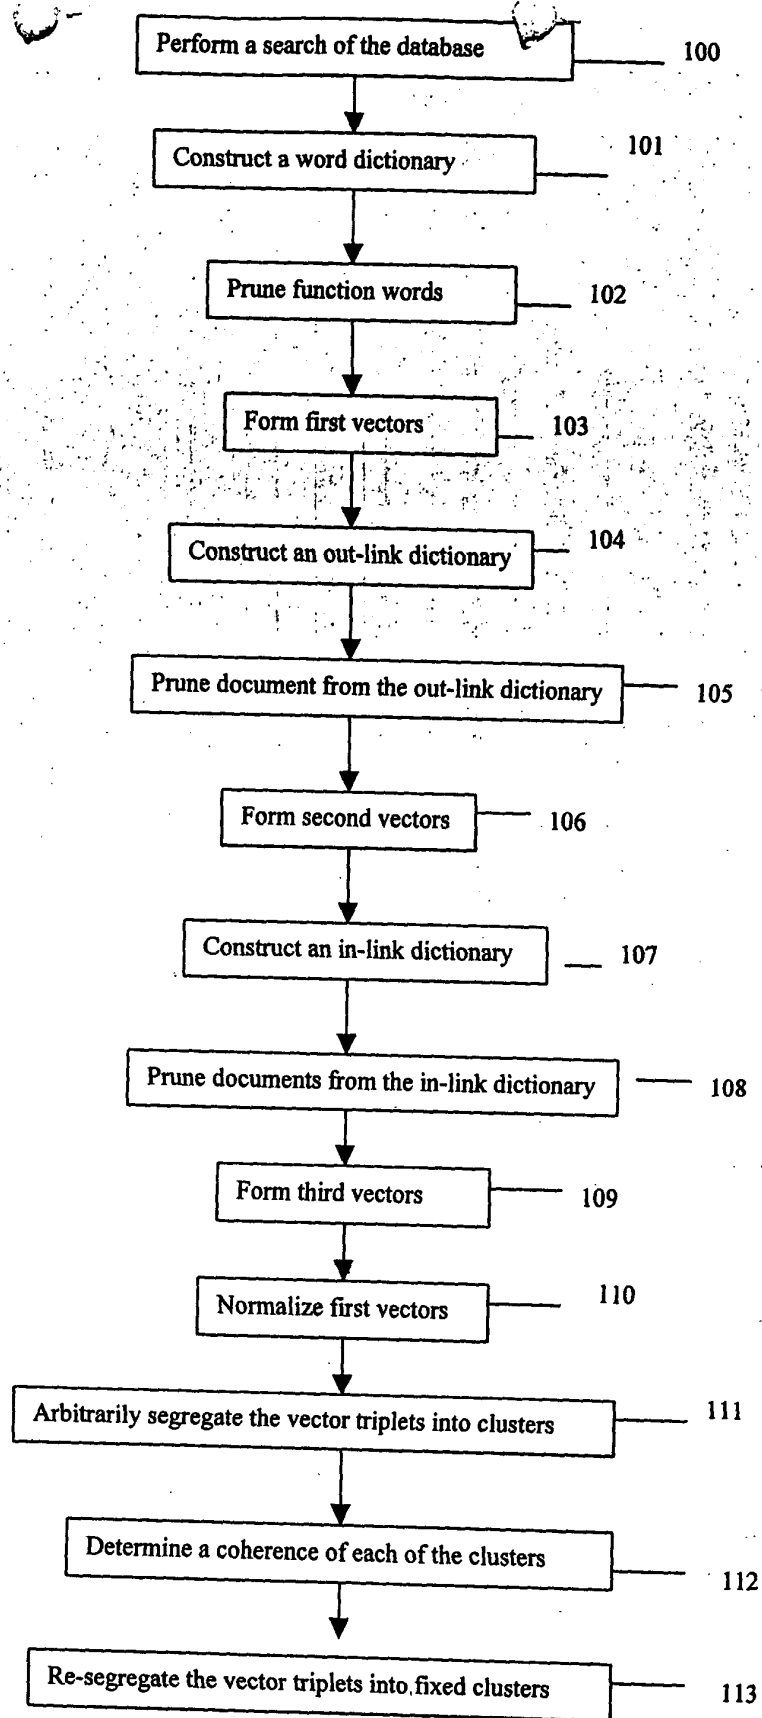 Perform a search of the database
100
Construct a word dictionary
101
Prune function words
102
Form first vectors
103
Construct an out-link dictionary
104
Prune document from the out-link dictionary
105
Form second vectors
106
Construct an in-link dictionary
107
Prune documents from the in-link dictionary
108
Form third vectors
109
Normalize first vectors
110
Arbitrarily segregate the vector triplets into clusters
111
Determine a coherence of each of the clusters
112
Re-segregate the vector triplets into fixed clusters
113